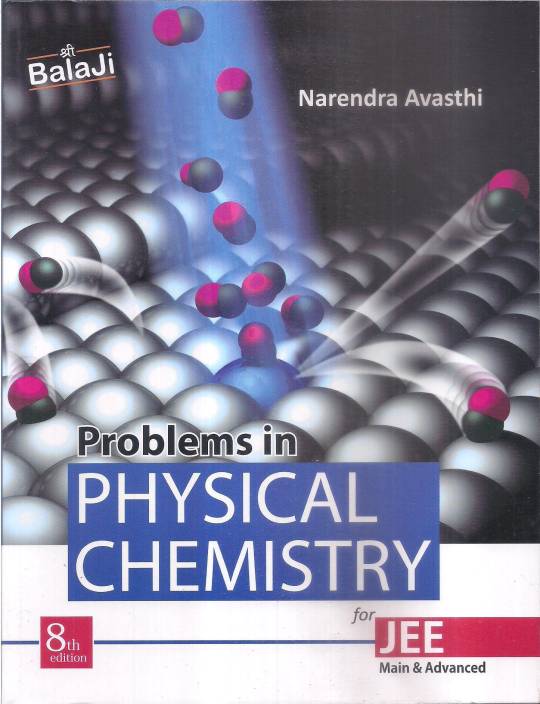 श्री
BalaJi
Narendra Avasthi
Problems in
PHYSICAL
CHEMISTRY
for
JEE
Main & Advanced
8th
edition